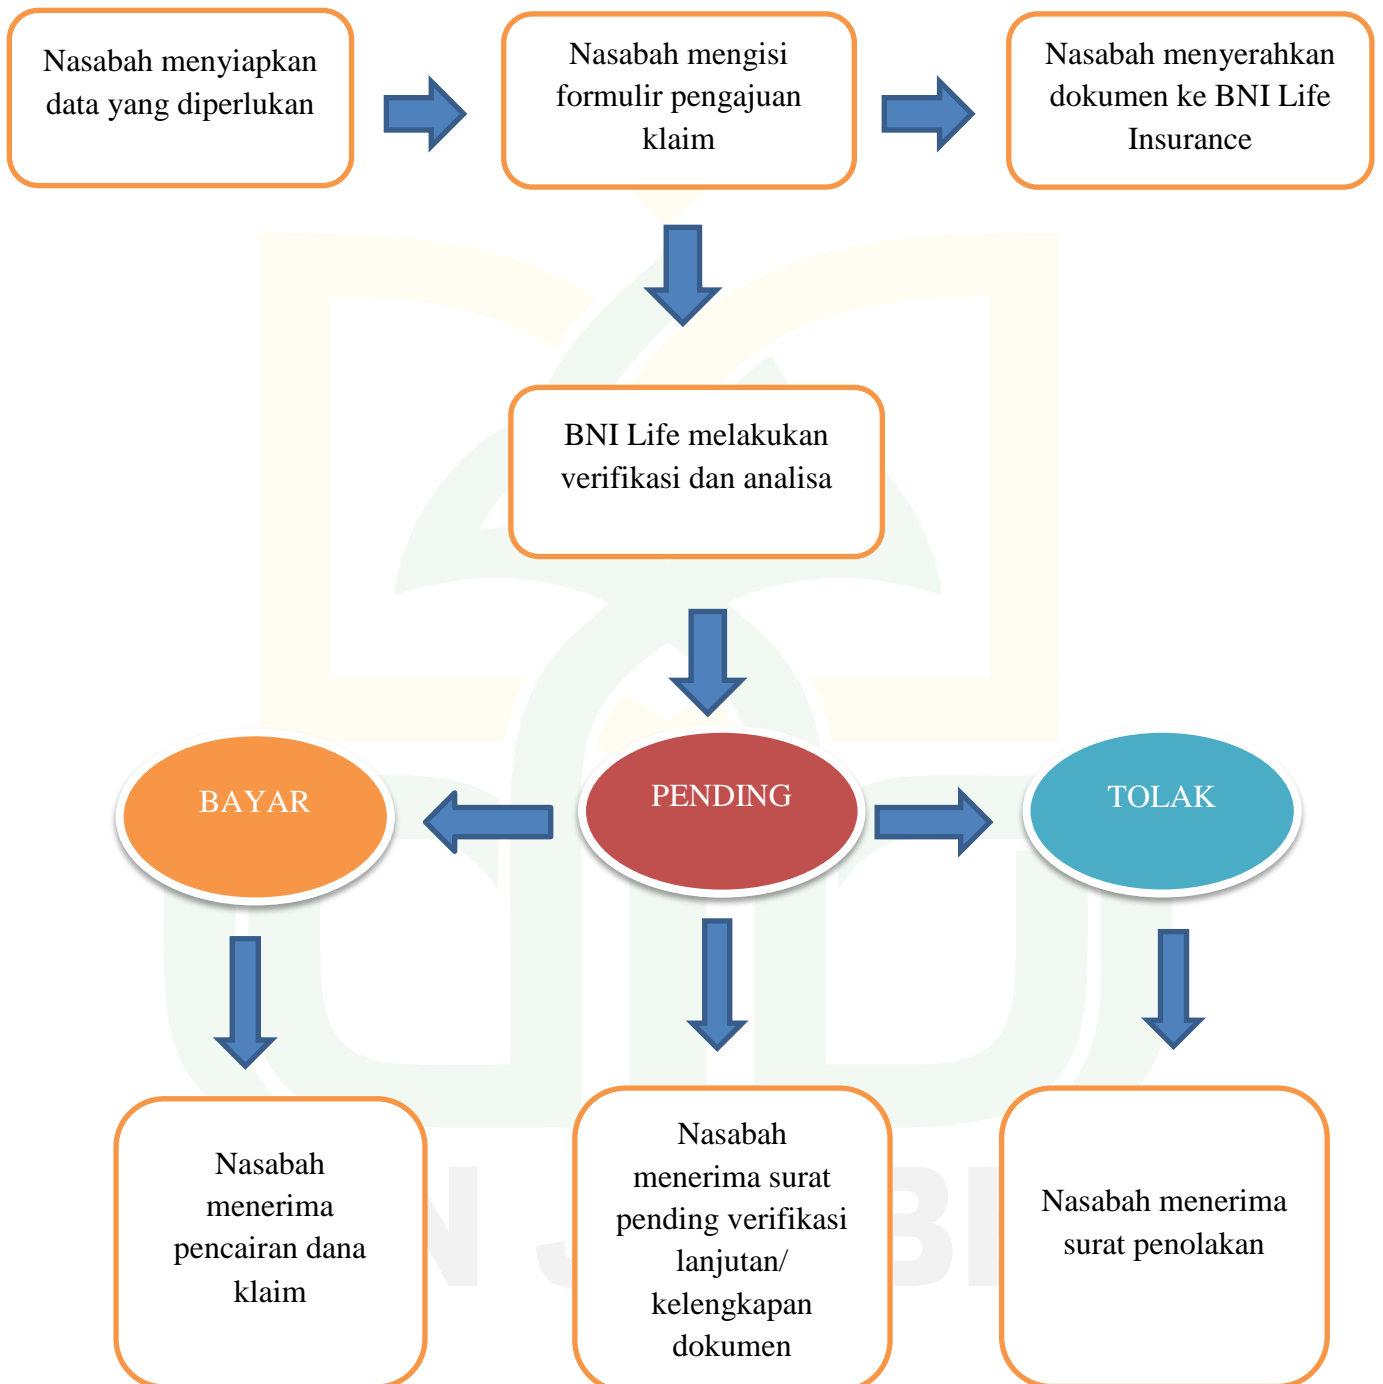 Nasabah menyiapkan
data yang diperlukan
Nasabah mengisi
formulir pengajuan
klaim
Nasabah menyerahkan
dokumen ke BNI Life
Insurance
BNI Life melakukan
verifikasi dan analisa
BAYAR
PENDING
TOLAK
Nasabah
menerima
pencairan dana
klaim
Nasabah
menerima surat
pending verifikasi
lanjutan/
kelengkapan
dokumen
Nasabah menerima
surat penolakan